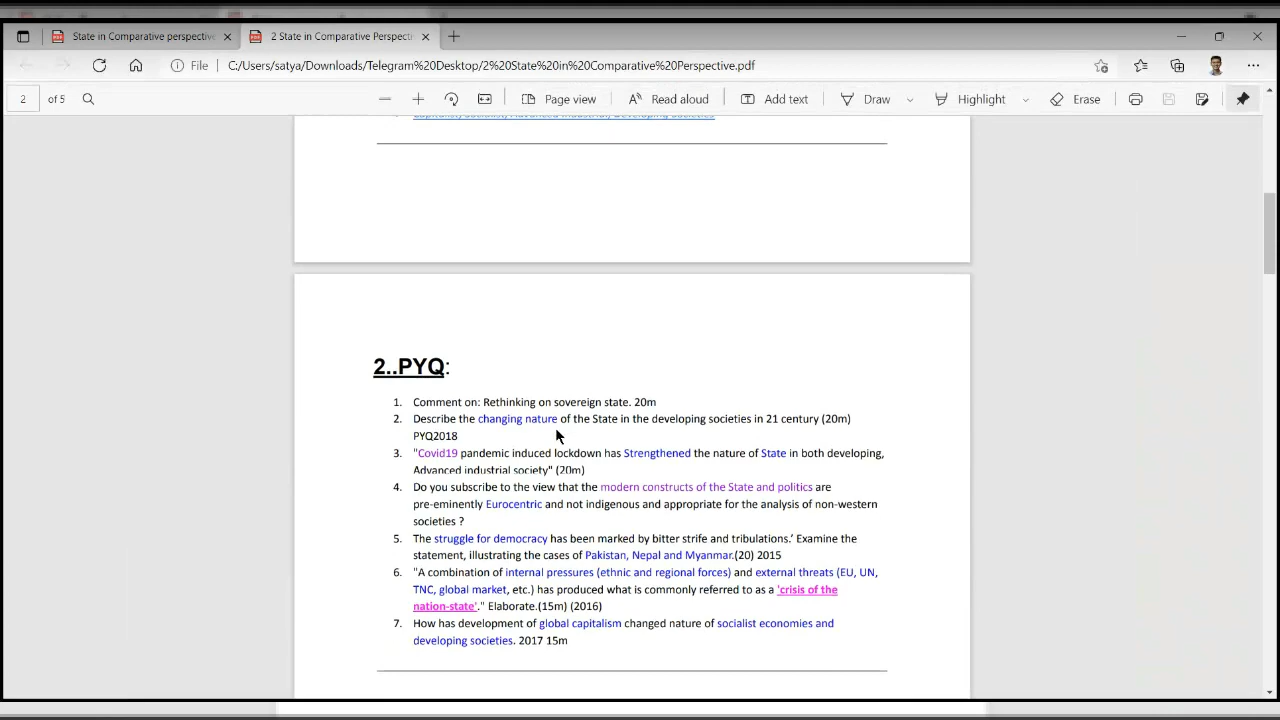 State in Comparative perspective
2 State in Comparative Perspecti
File
C:/Users/satya/Downloads/Telegram%20Desktop/2%20State%20in%20Comparative%20Perspective.pdf
2 of 5
Page view
Read aloud
Add text
Draw
Highlight
Erase
Capitalist, Socialist, Advanced industrial, Developing Societies
2..PYQ:
1. Comment on: Rethinking on sovereign state. 20m
2. Describe the changing nature of the State in the developing societies in 21 century (20m)
PYQ2018
3. "Covid19 pandemic induced lockdown has Strengthened the nature of State in both developing,
Advanced industrial society" (20m)
4. Do you subscribe to the view that the modern constructs of the State and politics are
pre-eminently Eurocentric and not indigenous and appropriate for the analysis of non-western
societies ?
5. The struggle for democracy has been marked by bitter strife and tribulations.’ Examine the
statement, illustrating the cases of Pakistan, Nepal and Myanmar.(20) 2015
6. "A combination of internal pressures (ethnic and regional forces) and external threats (EU, UN,
TNC, global market, etc.) has produced what is commonly referred to as a 'crisis of the
nation-state'." Elaborate.(15m) (2016)
7. How has development of global capitalism changed nature of socialist economies and
developing societies. 2017 15m